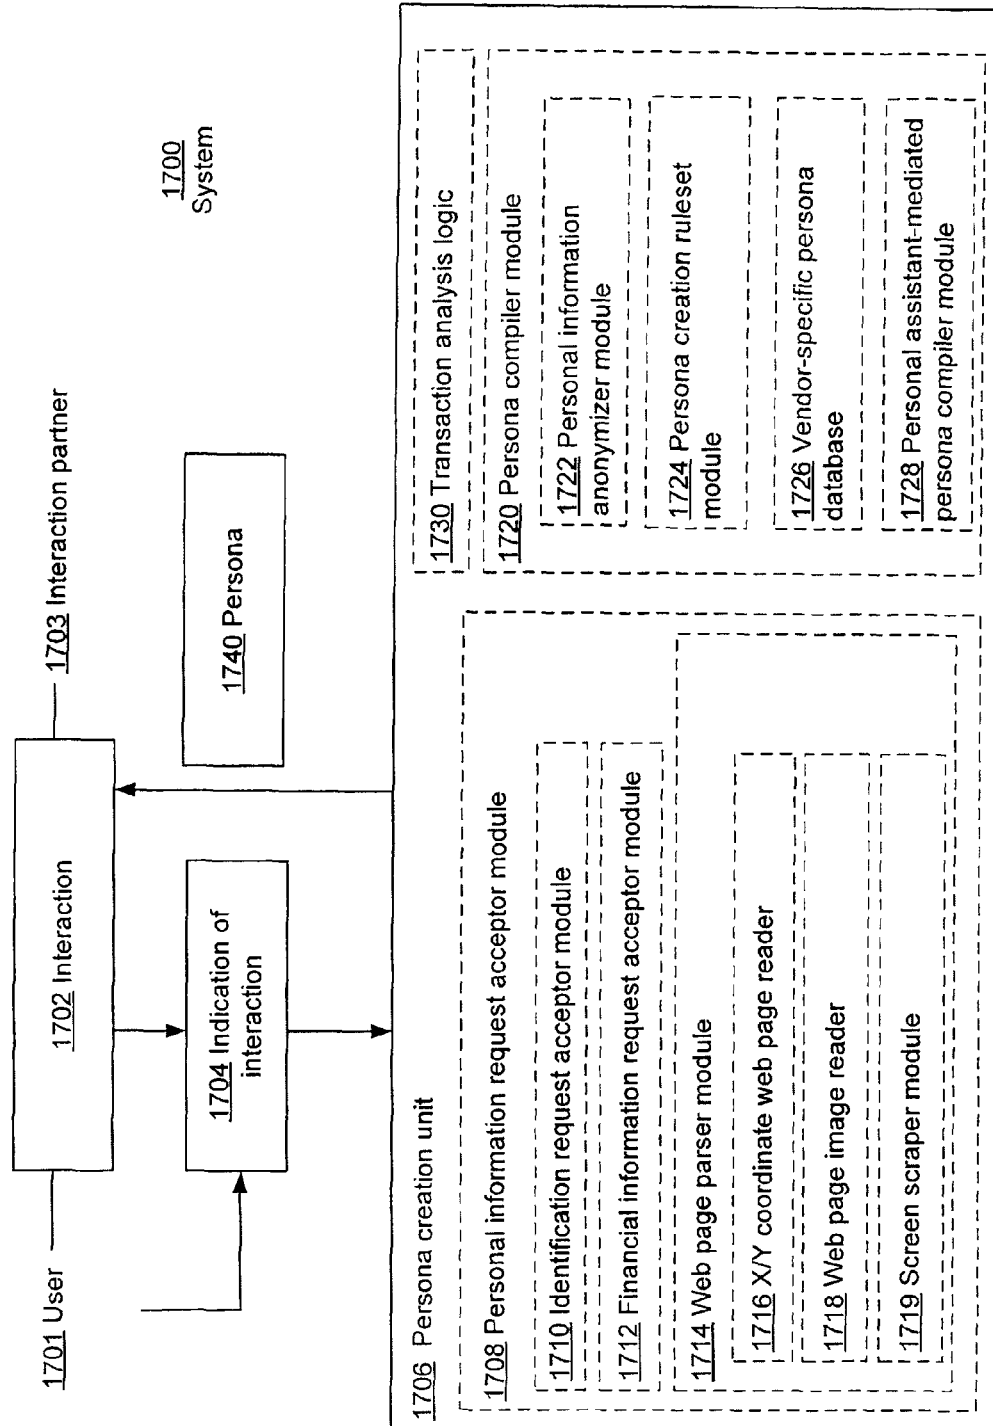 1701 User
1702 Interaction
1703 Interaction partner
1704 Indication of
interaction
1740 Persona
1700
System
1706 Persona creation unit
1708 Personal information request acceptor module
1710 Identification request acceptor module
1712 Financial information request acceptor module
1714 Web page parser module
1716 X/Y coordinate web page reader
1718 Web page image reader
1719 Screen scraper module
1730 Transaction analysis logic
1720 Persona compiler module
1722 Personal information
anonymizer module
1724 Persona creation ruleset
module
1726 Vendor-specific persona
database
1728 Personal assistant-mediated
persona compiler module